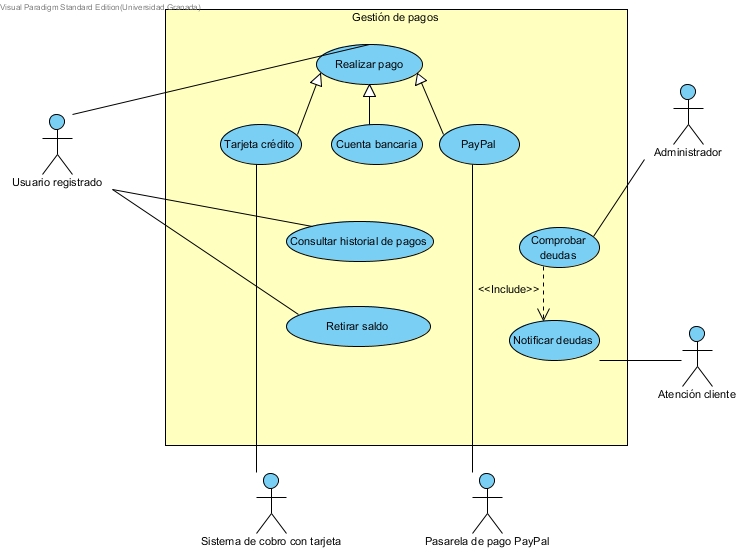 Visual Paradigm Standard Edition(Universidad Granada)
Gestión de pagos
Realizar pago
Tarjeta crédito
Cuenta bancaria
PayPal
Administrador
Usuario registrado
Consultar historial de pagos
Comprobar
deudas
<<Include>>
Retirar saldo
Notificar deudas
Atención cliente
Sistema de cobro con tarjeta
Pasarela de pago PayPal